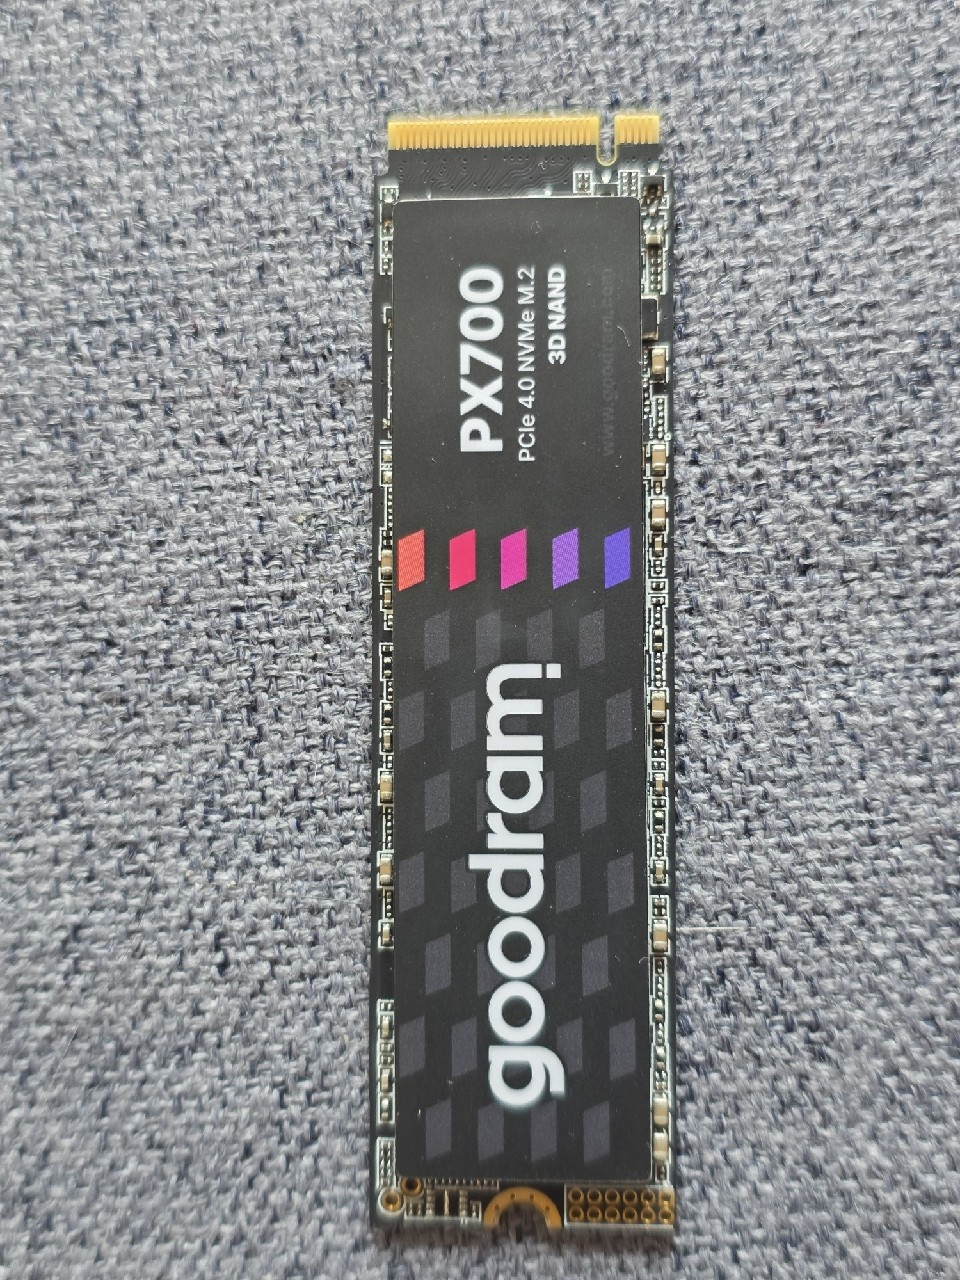 goodram
PX700
PCIe 4.0 NVMe M.2
3D NAND
www.goodram.com